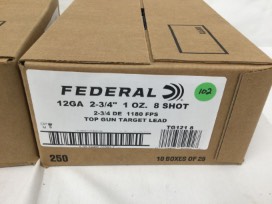 FEDERAL
102
12GA 2-3/4" 1 OZ. 8 SHOT
2-3/4 DE 1180 FPS
TOP GUN TARGET LEAD
TG121 8
250
10 BOXES OF 25